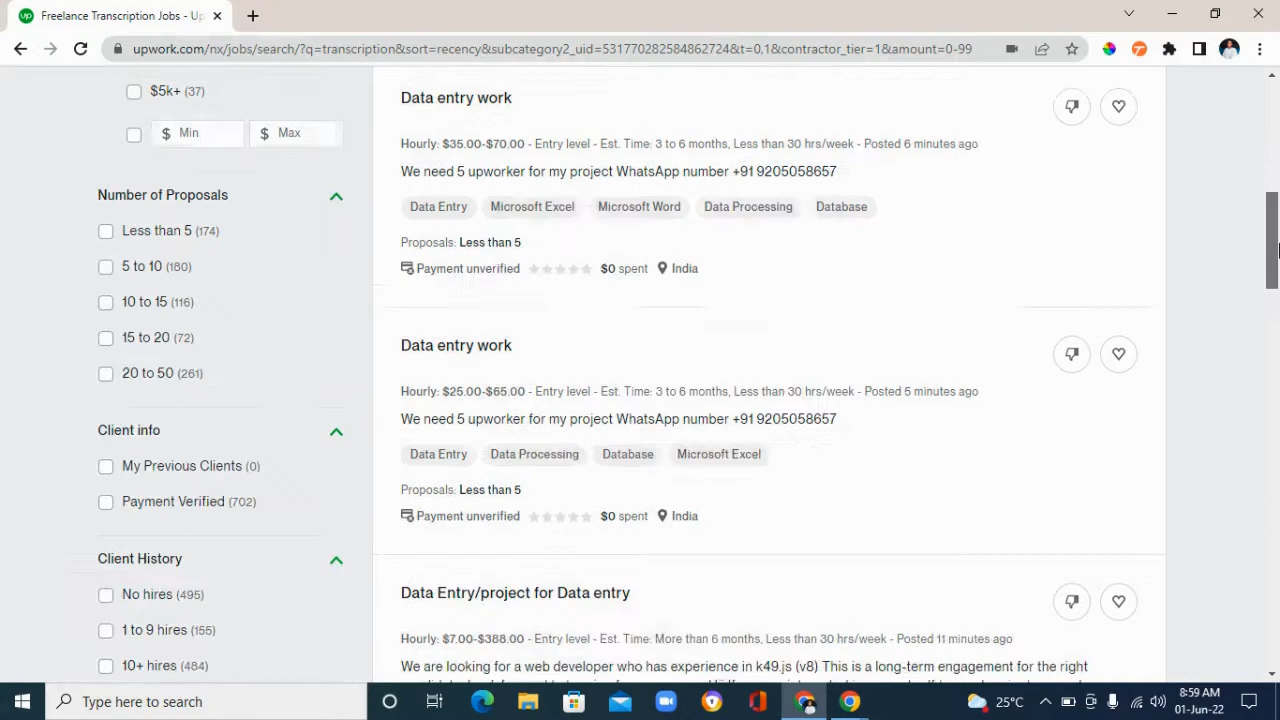 Freelance Transcription Jobs - Up
upwork.com/nx/jobs/search/?q=transcription&sort=recency&subcategory2_uid=531770282584862724&t=0,1&contractor_tier=1&amount=0-99
$5k+ (37)
$ Min $ Max
Number of Proposals
Less than 5 (174)
5 to 10 (180)
10 to 15 (116)
15 to 20 (72)
20 to 50 (261)
Client info
My Previous Clients (0)
Payment Verified (702)
Client History
No hires (495)
1 to 9 hires (155)
10+ hires (484)
Data entry work
Hourly: $35.00-$70.00 - Entry level - Est. Time: 3 to 6 months, Less than 30 hrs/week - Posted 6 minutes ago
We need 5 upworker for my project WhatsApp number +91 9205058657
Data Entry Microsoft Excel Microsoft Word Data Processing Database
Proposals: Less than 5
Payment unverified $0 spent India
Data entry work
Hourly: $25.00-$65.00 - Entry level - Est. Time: 3 to 6 months, Less than 30 hrs/week - Posted 5 minutes ago
We need 5 upworker for my project WhatsApp number +91 9205058657
Data Entry Data Processing Database Microsoft Excel
Proposals: Less than 5
Payment unverified $0 spent India
Data Entry/project for Data entry
Hourly: $7.00-$388.00 - Entry level - Est. Time: More than 6 months, Less than 30 hrs/week - Posted 11 minutes ago
We are looking for a web developer who has experience in k49.js (v8) This is a long-term engagement for the right
Type here to search
25°C
8:59 AM
01-Jun-22